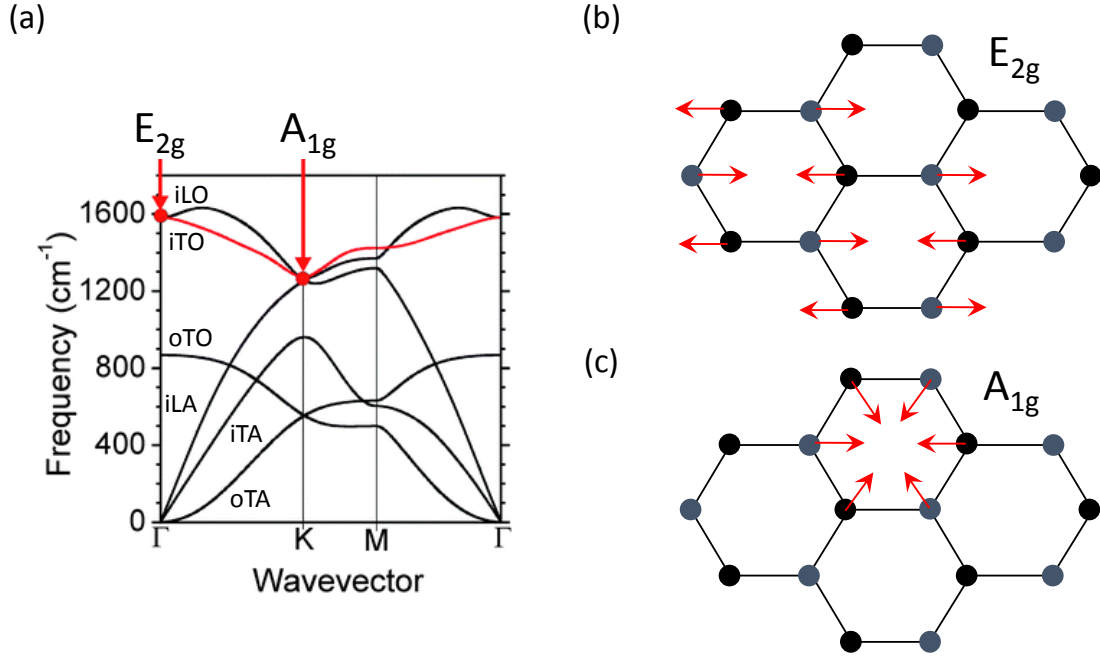 (a)
E2g
A1g
1600
1200
800
400
0
Frequency (cm-1)
iLO
iTO
oTO
iLA
iTA
oTA
Γ
K
M
Γ
Wavevector
(b)
E2g
(c)
A1g